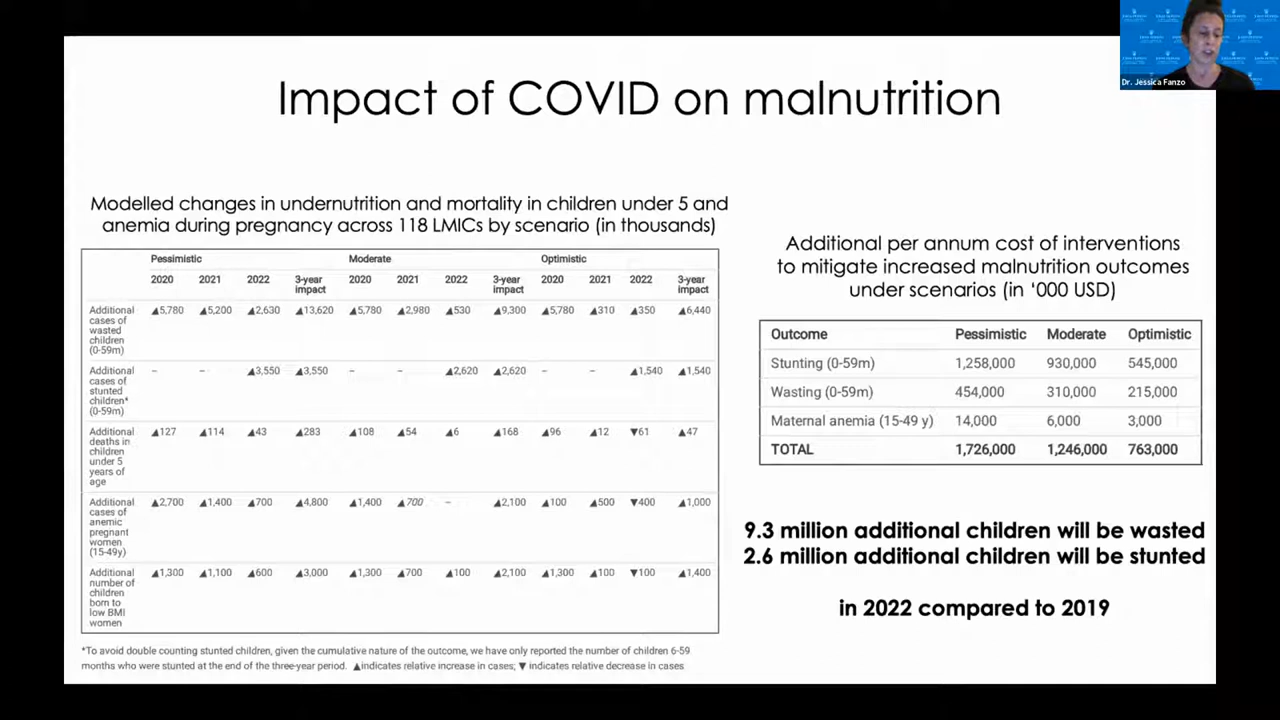 Impact of COVID on malnutrition
Dr. Jessica Fanzo
Modelled changes in undernutrition and mortality in children under 5 and
anemia during pregnancy across 118 LMICs by scenario (in thousands)
Pessimistic Moderate Optimistic
2020 2021 2022 3-year impact 2020 2021 2022 3-year impact 2020 2021 2022 3-year impact
Additional cases of wasted children (0-59m) ▲5,780 ▲5,200 ▲2,630 ▲13,620 ▲5,780 ▲2,980 ▲530 ▲9,300 ▲5,780 ▲310 ▲350 ▲6,440
Additional cases of stunted children* (0-59m) – – ▲3,550 ▲3,550 – – ▲2,620 ▲2,620 – – ▲1,540 ▲1,540
Additional deaths in children under 5 years of age ▲127 ▲114 ▲43 ▲283 ▲108 ▲54 ▲6 ▲168 ▲96 ▲12 ▼61 ▲47
Additional cases of anemic pregnant women (15-49y) ▲2,700 ▲1,400 ▲700 ▲4,800 ▲1,400 ▲700 – ▲2,100 ▲100 ▲500 ▼400 ▲1,000
Additional number of children born to low BMI women ▲1,300 ▲1,100 ▲600 ▲3,000 ▲1,300 ▲700 ▲100 ▲2,100 ▲1,300 ▲100 ▼100 ▲1,400
*To avoid double counting stunted children, given the cumulative nature of the outcome, we have only reported the number of children 6-59
months who were stunted at the end of the three-year period. ▲indicates relative increase in cases; ▼ indicates relative decrease in cases
Additional per annum cost of interventions
to mitigate increased malnutrition outcomes
under scenarios (in ‘000 USD)
Outcome Pessimistic Moderate Optimistic
Stunting (0-59m) 1,258,000 930,000 545,000
Wasting (0-59m) 454,000 310,000 215,000
Maternal anemia (15-49 y) 14,000 6,000 3,000
TOTAL 1,726,000 1,246,000 763,000
9.3 million additional children will be wasted
2.6 million additional children will be stunted
in 2022 compared to 2019